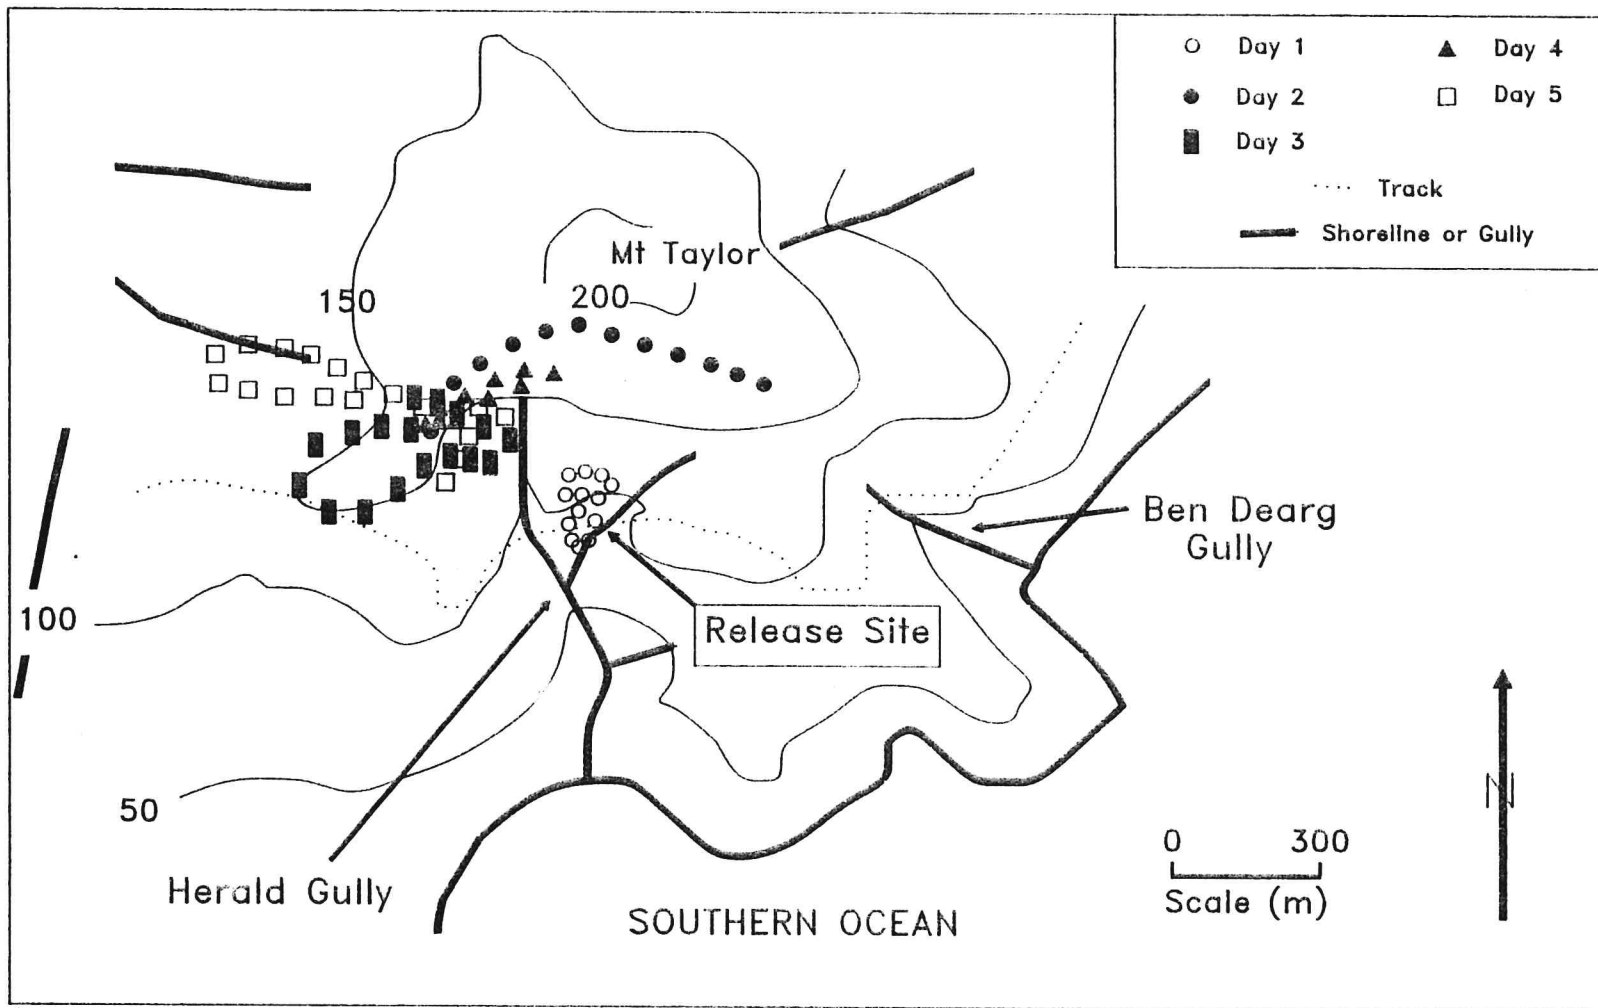 Day 1
Day 4
Day 2
Day 5
Day 3
Track
Shoreline or Gully
Mt Taylor
150
200
Ben Dearg
Gully
100
Release Site
50
0 300
Scale (m)
N
Herald Gully
SOUTHERN OCEAN